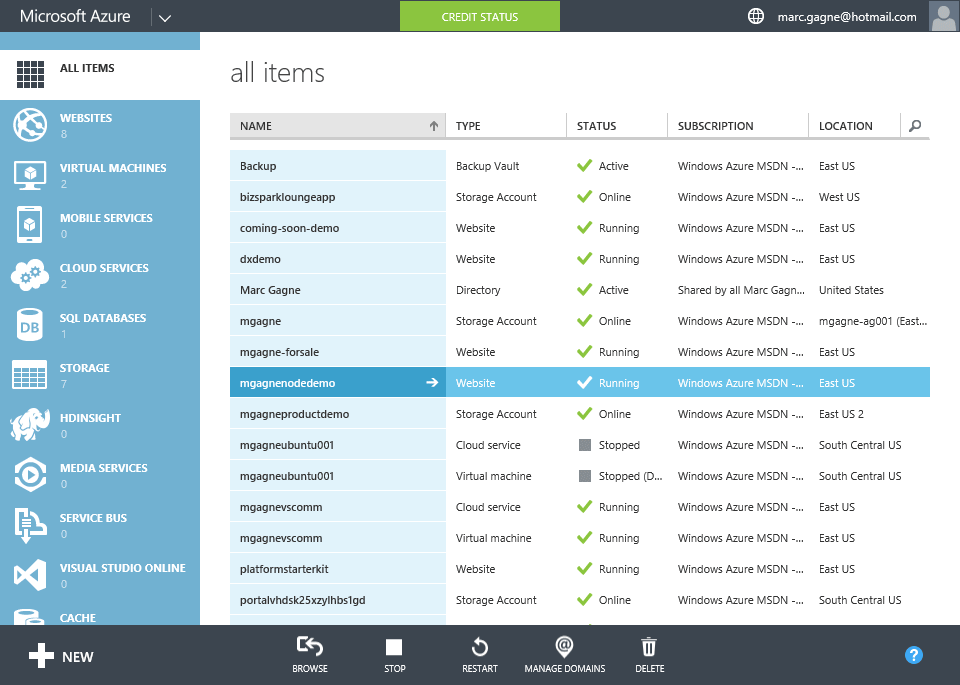 Microsoft Azure
CREDIT STATUS
marc.gagne@hotmail.com
ALL ITEMS
WEBSITES
8
VIRTUAL MACHINES
2
MOBILE SERVICES
0
CLOUD SERVICES
2
SQL DATABASES
1
DB
STORAGE
7
HDINSIGHT
0
MEDIA SERVICES
0
SERVICE BUS
0
VISUAL STUDIO ONLINE
0
CACHE
all items
NAME TYPE STATUS SUBSCRIPTION LOCATION
Backup Backup Vault Active Windows Azure MSDN -... East US
bizsparkloungeapp Storage Account Online Windows Azure MSDN -... West US
coming-soon-demo Website Running Windows Azure MSDN -... East US
dxdemo Website Running Windows Azure MSDN -... East US
Marc Gagne Directory Active Shared by all Marc Gagn... United States
mgagne Storage Account Online Windows Azure MSDN -... mgagne-ag001 (East...
mgagne-forsale Website Running Windows Azure MSDN -... East US
mgagnenodedemo Website Running Windows Azure MSDN -... East US
mgagneproductdemo Storage Account Online Windows Azure MSDN -... East US 2
mgagneubuntu001 Cloud service Stopped Windows Azure MSDN -... South Central US
mgagneubuntu001 Virtual machine Stopped (D... Windows Azure MSDN -... South Central US
mgagnevscomm Cloud service Running Windows Azure MSDN -... East US
mgagnevscomm Virtual machine Running Windows Azure MSDN -... East US
platformstarterkit Website Running Windows Azure MSDN -... East US
portalvhdsk25xzylhbs1gd Storage Account Online Windows Azure MSDN -... South Central US
NEW
BROWSE
STOP
RESTART
@
MANAGE DOMAINS
DELETE
?